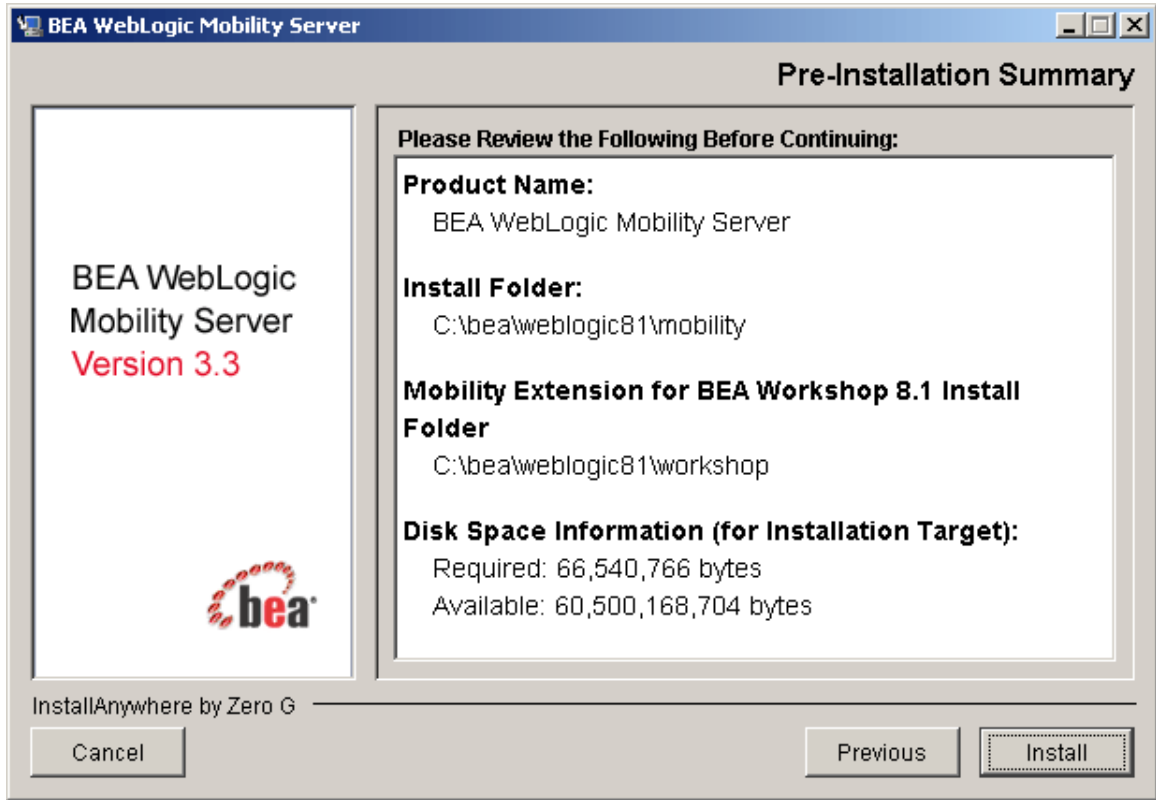 BEA WebLogic Mobility Server
Pre-Installation Summary
BEA WebLogic
Mobility Server
Version 3.3
bea
Please Review the Following Before Continuing:
Product Name:
BEA WebLogic Mobility Server
Install Folder:
C:\bea\weblogic81\mobility
Mobility Extension for BEA Workshop 8.1 Install
Folder
C:\bea\weblogic81\workshop
Disk Space Information (for Installation Target):
Required: 66,540,766 bytes
Available: 60,500,168,704 bytes
InstallAnywhere by Zero G
Cancel
Previous
Install